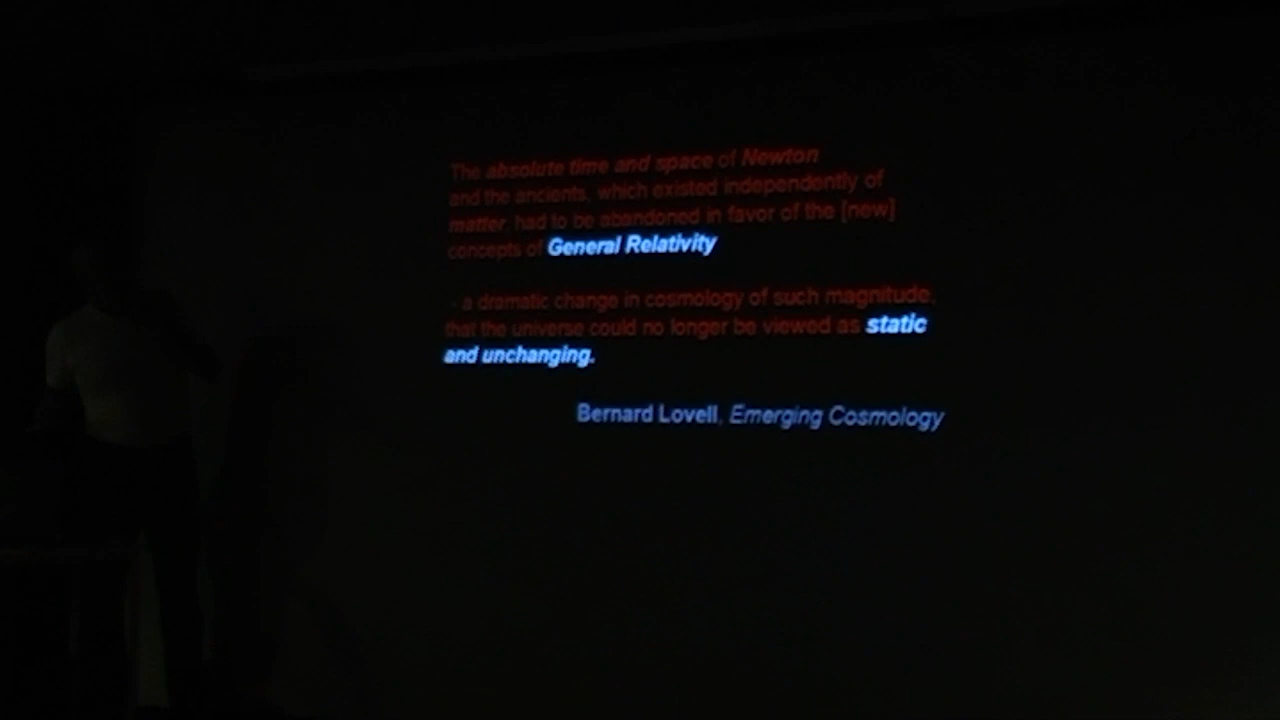 The absolute time and space of Newton
and the ancients, which existed independently of
matter, had to be abandoned in favor of the [new]
concepts of General Relativity
- a dramatic change in cosmology of such magnitude,
that the universe could no longer be viewed as static
and unchanging.
Bernard Lovell, Emerging Cosmology